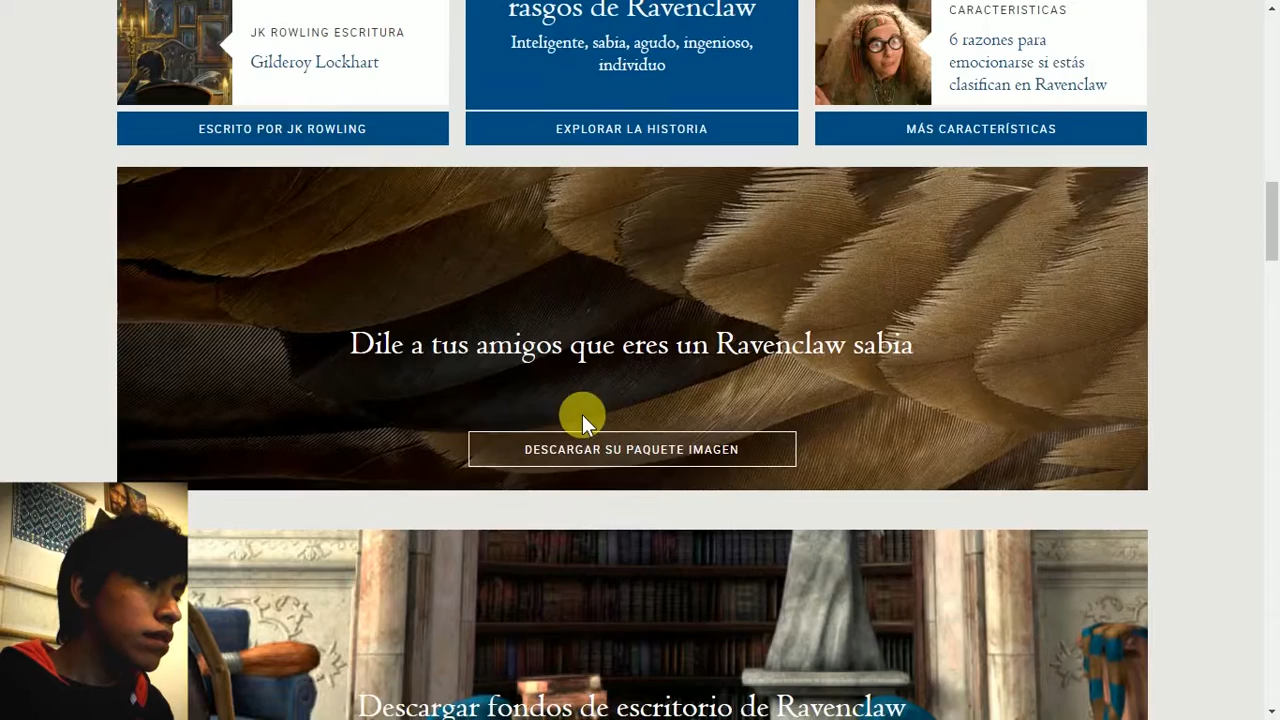 JK ROWLING ESCRITURA
Gilderoy Lockhart
ESCRITO POR JK ROWLING
rasgos de Ravenclaw
Inteligente, sabia, agudo, ingenioso,
individuo
EXPLORAR LA HISTORIA
CARACTERISTICAS
6 razones para
emocionarse si estás
clasifican en Ravenclaw
MÁS CARACTERÍSTICAS
Dile a tus amigos que eres un Ravenclaw sabia
DESCARGAR SU PAQUETE IMAGEN
Descargar fondos de escritorio de Ravenclaw